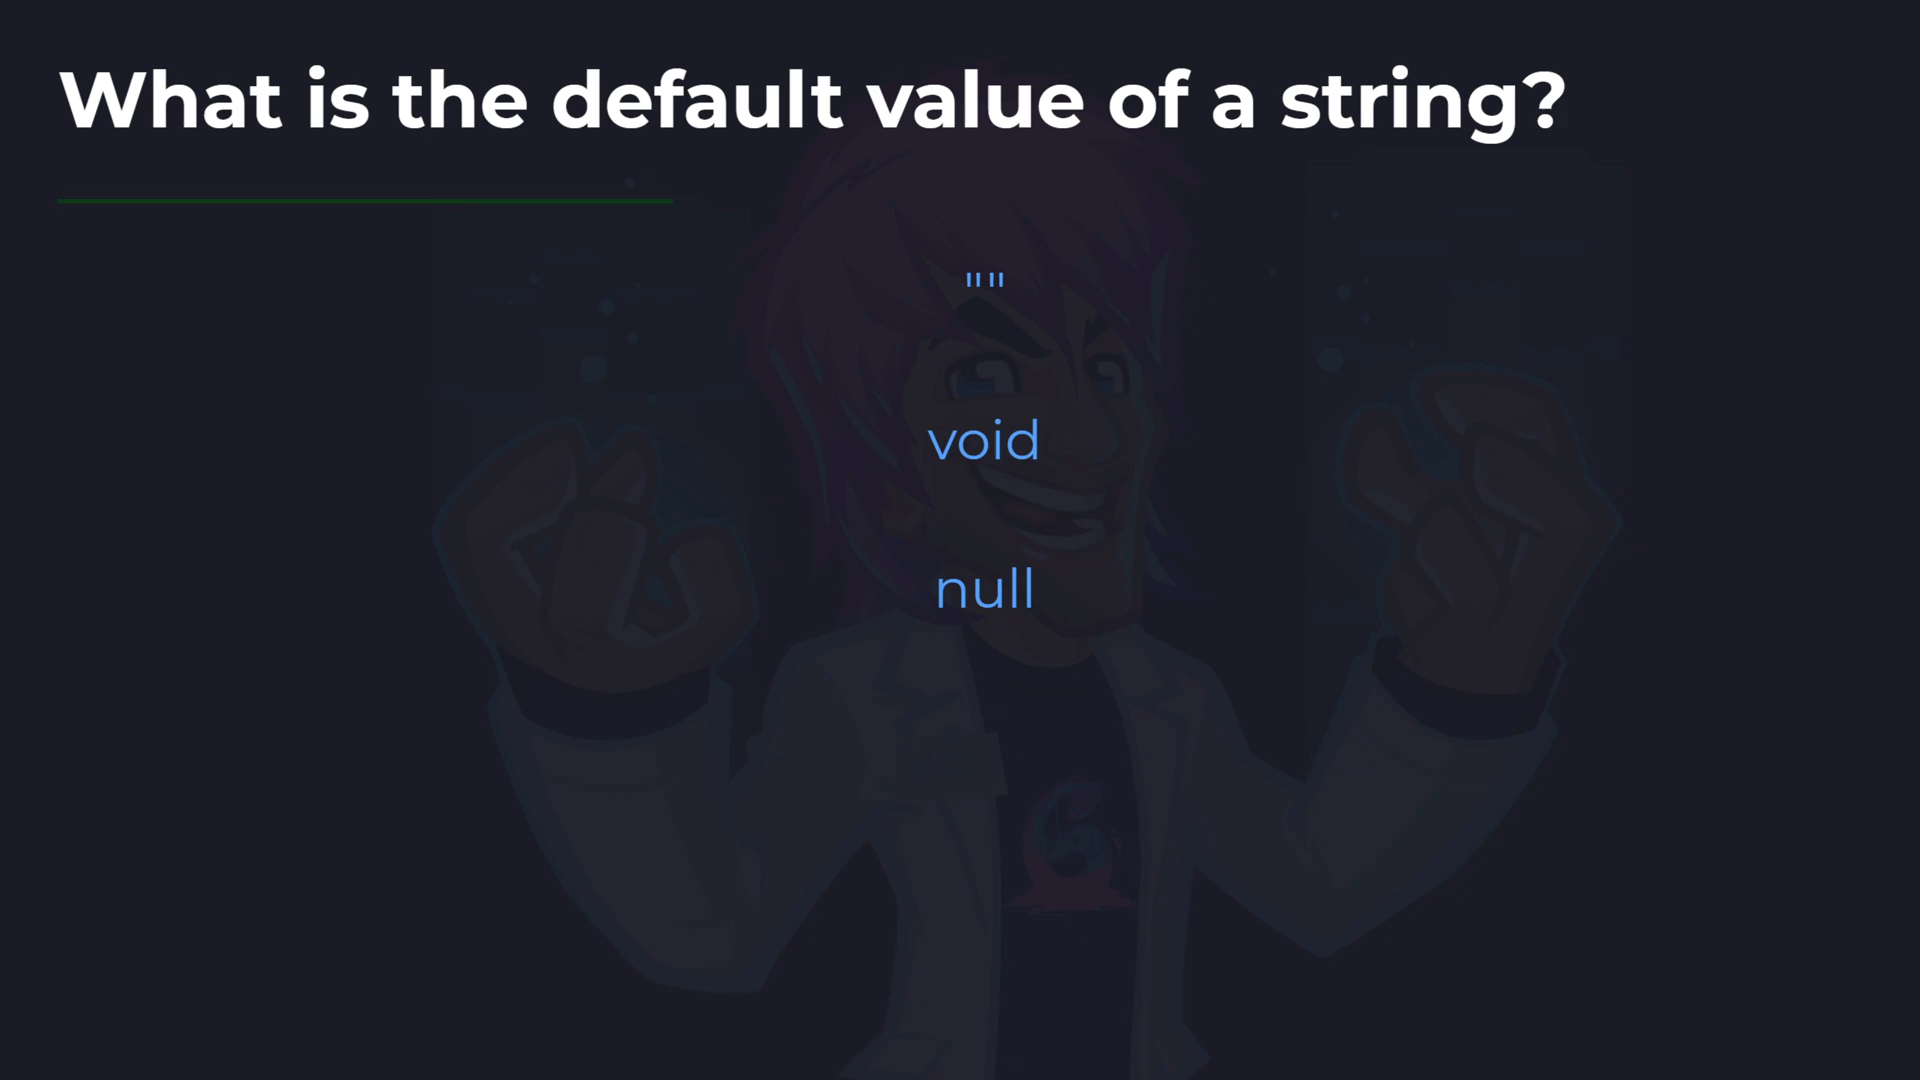 What is the default value of a string?
""
void
null